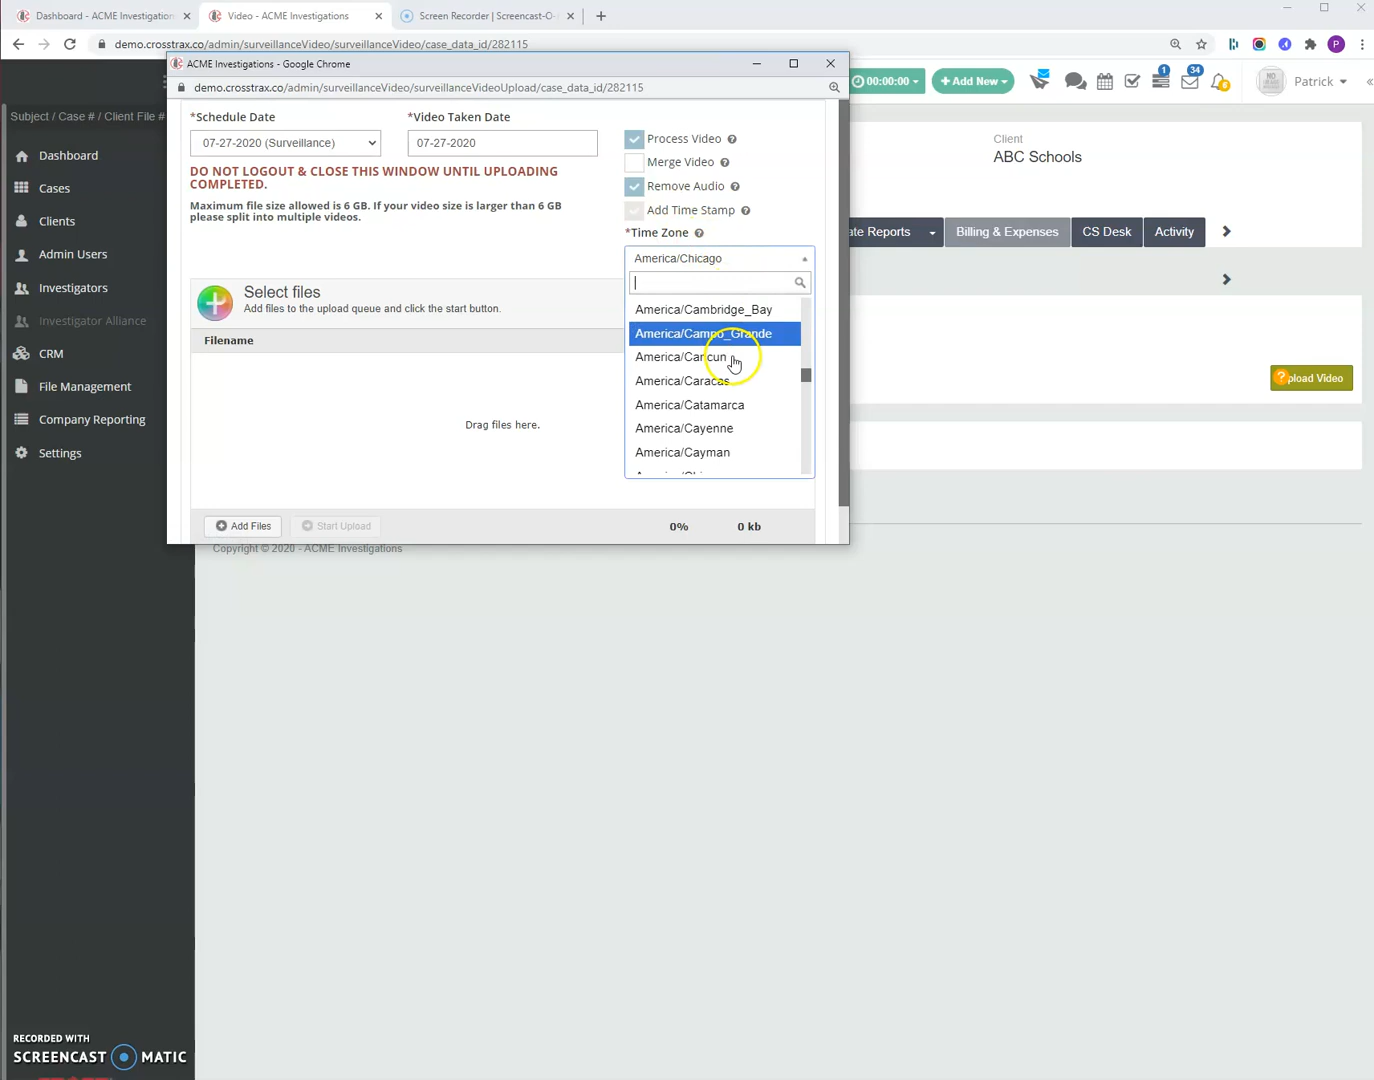 Dashboard - ACME Investigation
Video - ACME Investigations
Screen Recorder | Screencast-O-
demo.crosstrax.co/admin/surveillanceVideo/surveillanceVideo/case_data_id/282115
P
ACME Investigations - Google Chrome
demo.crosstrax.co/admin/surveillanceVideo/surveillanceVideoUpload/case_data_id/282115
00:00:00
+ Add New
1
34
6
NO
Patrick
Subject / Case # / Client File #
Dashboard
Cases
Clients
Admin Users
Investigators
Investigator Alliance
CRM
File Management
Company Reporting
Settings
*Schedule Date
*Video Taken Date
07-27-2020 (Surveillance)
07-27-2020
DO NOT LOGOUT & CLOSE THIS WINDOW UNTIL UPLOADING
COMPLETED.
Maximum file size allowed is 6 GB. If your video size is larger than 6 GB
please split into multiple videos.
Process Video
Merge Video
Remove Audio
Add Time Stamp
*Time Zone
America/Chicago
America/Cambridge_Bay
America/Campo_Grande
America/Cancun
America/Caracas
America/Catamarca
America/Cayenne
America/Cayman
Select files
Add files to the upload queue and click the start button.
Filename
Drag files here.
Add Files
Start Upload
0%
0 kb
Client
ABC Schools
ate Reports
Billing & Expenses
CS Desk
Activity
pload Video
Copyright © 2020 - ACME Investigations
RECORDED WITH
SCREENCAST MATIC